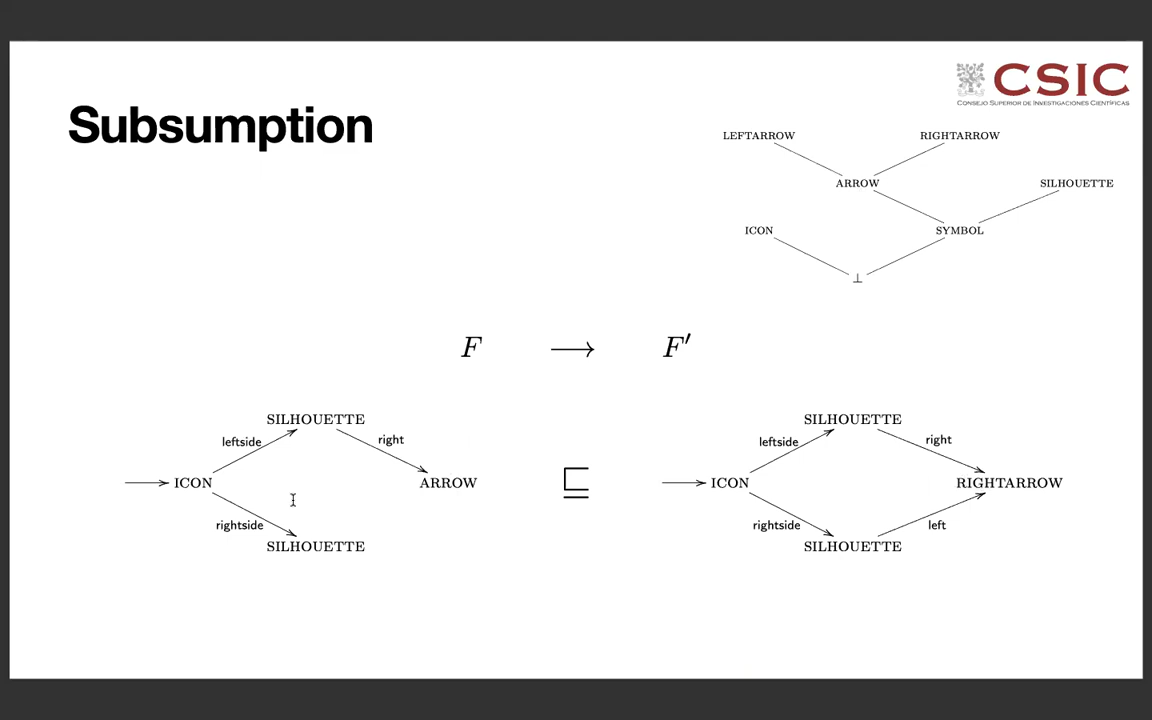 CSIC
CONSEJO SUPERIOR DE INVESTIGACIONES CIENTÍFICAS
Subsumption
LEFTARROW RIGHTARROW
ARROW SILHOUETTE
ICON SYMBOL
⊥
F ⟶ F′
SILHOUETTE SILHOUETTE
leftside right leftside right
ICON ARROW ⊑ ICON RIGHTARROW
rightside rightside left
SILHOUETTE SILHOUETTE